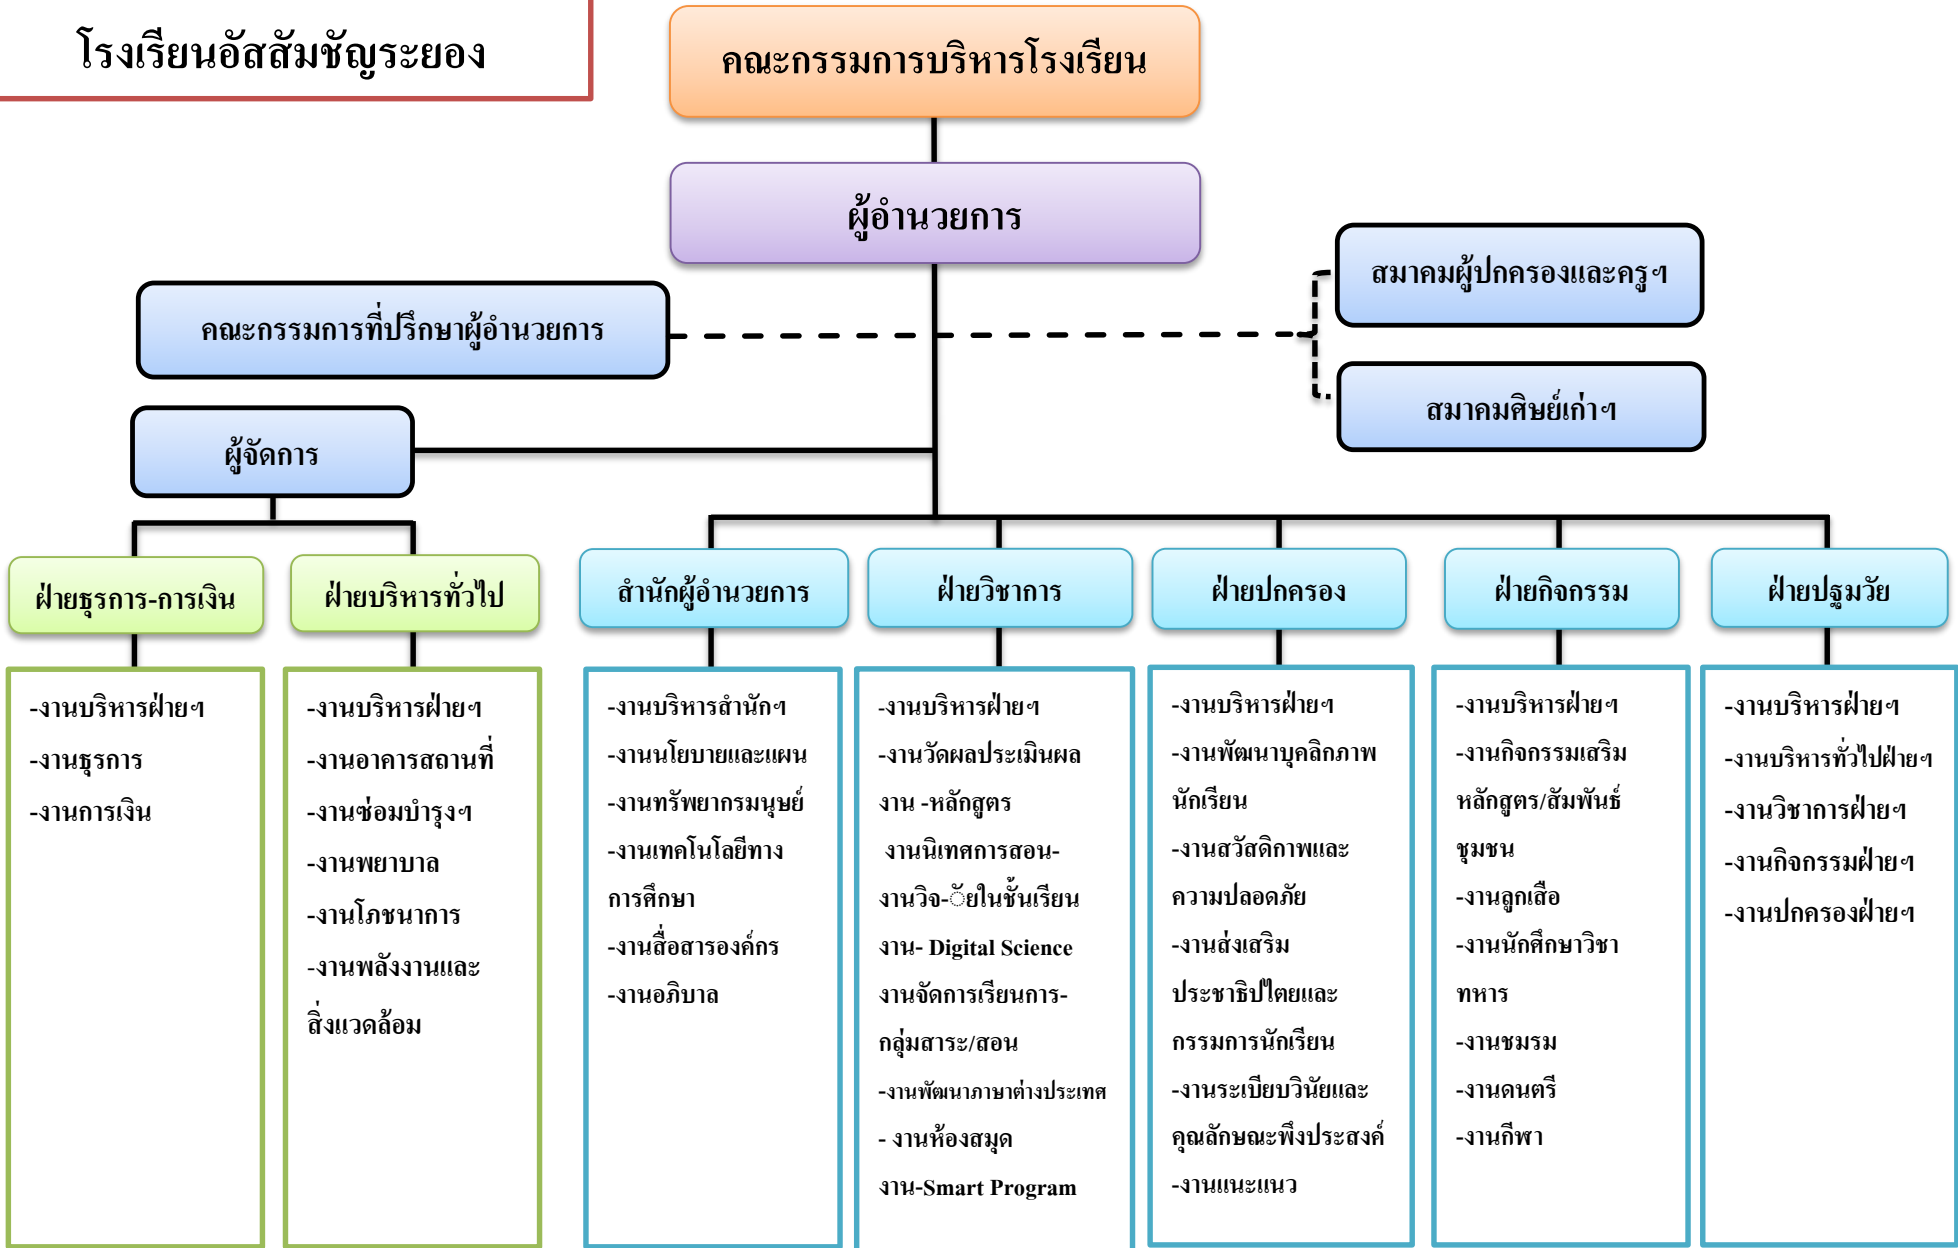 โรงเรียนอัสสัมชัญระยอง
คณะกรรมการบริหารโรงเรียน
ผู้อำนวยการ
สมาคมผู้ปกครองและครูฯ
คณะกรรมการที่ปรึกษาผู้อำนวยการ
สมาคมศิษย์เก่าฯ
ผู้จัดการ
ฝ่ายธุรการ-การเงิน
ฝ่ายบริหารทั่วไป
สำนักผู้อำนวยการ
ฝ่ายวิชาการ
ฝ่ายปกครอง
ฝ่ายกิจกรรม
ฝ่ายปฐมวัย
-งานบริหารฝ่ายฯ
-งานธุรการ
-งานการเงิน
-งานบริหารฝ่ายฯ
-งานอาคารสถานที่
-งานซ่อมบำรุงฯ
-งานพยาบาล
-งานโภชนาการ
-งานพลังงานและ
สิ่งแวดล้อม
-งานบริหารสำนักฯ
-งานนโยบายและแผน
-งานทรัพยากรมนุษย์
-งานเทคโนโลยีทาง
การศึกษา
-งานสื่อสารองค์กร
-งานอภิบาล
-งานบริหารฝ่ายฯ
-งานวัดผลประเมินผล
งาน -หลักสูตร
งานนิเทศการสอน-
งานวิจ-ัยในชั้นเรียน
งาน- Digital Science
งานจัดการเรียนการ-
กลุ่มสาระ/สอน
-งานพัฒนาภาษาต่างประเทศ
- งานห้องสมุด
งาน-Smart Program
-งานบริหารฝ่ายฯ
-งานพัฒนาบุคลิกภาพ
นักเรียน
-งานสวัสดิภาพและ
ความปลอดภัย
-งานส่งเสริม
ประชาธิปไตยและ
กรรมการนักเรียน
-งานระเบียบวินัยและ
คุณลักษณะพึงประสงค์
-งานแนะแนว
-งานบริหารฝ่ายฯ
-งานกิจกรรมเสริม
หลักสูตร/สัมพันธ์
ชุมชน
-งานลูกเสือ
-งานนักศึกษาวิชา
ทหาร
-งานชมรม
-งานดนตรี
-งานกีฬา
-งานบริหารฝ่ายฯ
-งานบริหารทั่วไปฝ่ายฯ
-งานวิชาการฝ่ายฯ
-งานกิจกรรมฝ่ายฯ
-งานปกครองฝ่ายฯ